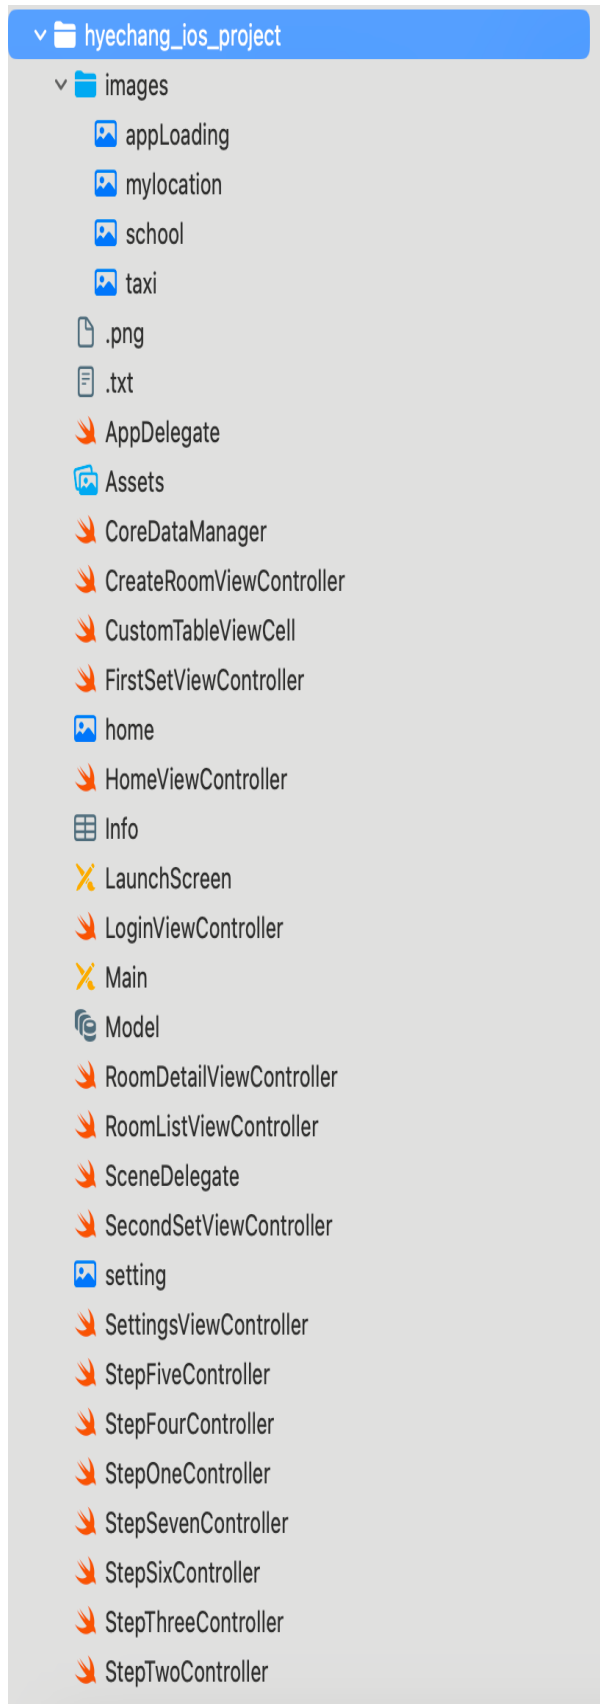 hyechang_ios_project
images
appLoading
mylocation
school
taxi
.png
.txt
AppDelegate
Assets
CoreDataManager
CreateRoomViewController
CustomTableViewCell
FirstSetViewController
home
HomeViewController
Info
LaunchScreen
LoginViewController
Main
Model
RoomDetailViewController
RoomListViewController
SceneDelegate
SecondSetViewController
setting
SettingsViewController
StepFiveController
StepFourController
StepOneController
StepSevenController
StepSixController
StepThreeController
StepTwoController